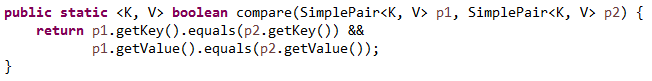 public static <K, V> boolean compare(SimplePair<K, V> p1, SimplePair<K, V> p2) {
    return p1.getKey().equals(p2.getKey()) &&
           p1.getValue().equals(p2.getValue());
}